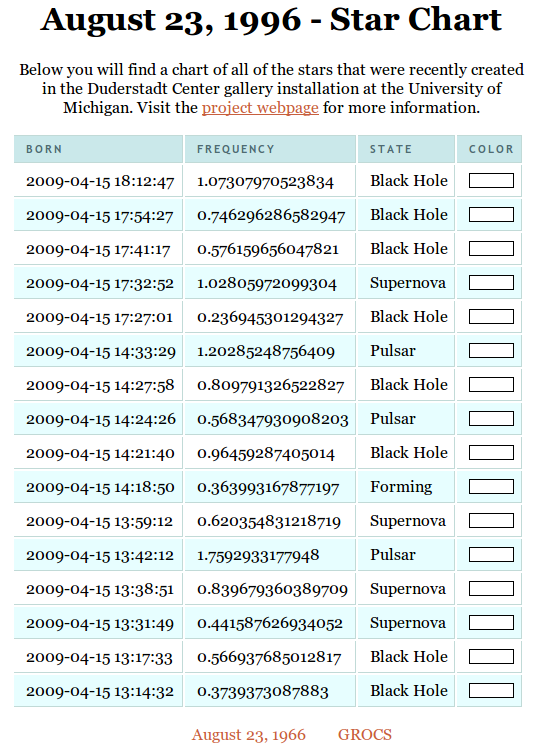 August 23, 1996 - Star Chart
Below you will find a chart of all of the stars that were recently created
in the Duderstadt Center gallery installation at the University of
Michigan. Visit the project webpage for more information.
BORN FREQUENCY STATE COLOR
2009-04-15 18:12:47 1.07307970523834 Black Hole
2009-04-15 17:54:27 0.746296286582947 Black Hole
2009-04-15 17:41:17 0.576159656047821 Black Hole
2009-04-15 17:32:52 1.02805972099304 Supernova
2009-04-15 17:27:01 0.236945301294327 Black Hole
2009-04-15 14:33:29 1.20285248756409 Pulsar
2009-04-15 14:27:58 0.809791326522827 Black Hole
2009-04-15 14:24:26 0.568347930908203 Pulsar
2009-04-15 14:21:40 0.96459287405014 Black Hole
2009-04-15 14:18:50 0.363993167877197 Forming
2009-04-15 13:59:12 0.620354831218719 Supernova
2009-04-15 13:42:12 1.7592933177948 Pulsar
2009-04-15 13:38:51 0.839679360389709 Supernova
2009-04-15 13:31:49 0.441587626934052 Supernova
2009-04-15 13:17:33 0.566937685012817 Black Hole
2009-04-15 13:14:32 0.3739373087883 Black Hole
August 23, 1966 GROCS